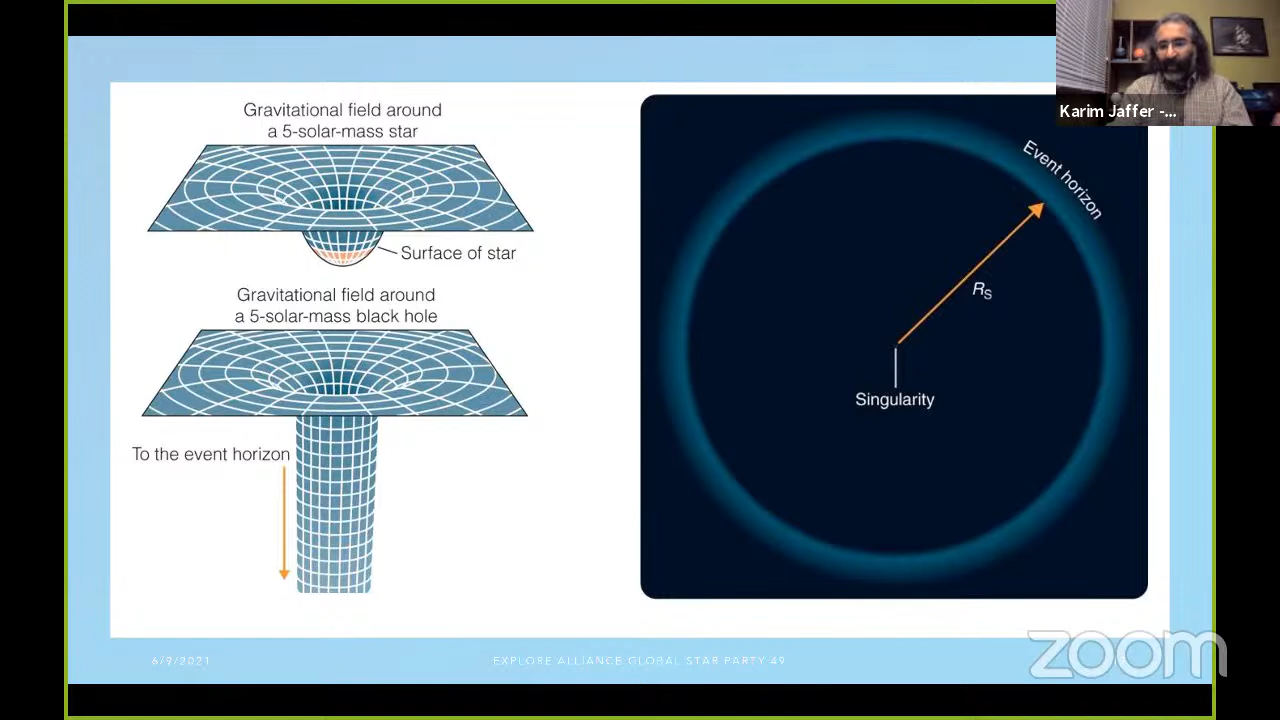 Gravitational field around
a 5-solar-mass star
Surface of star
Gravitational field around
a 5-solar-mass black hole
To the event horizon
Event horizon
RS
Singularity
Karim Jaffer -...
6/9/2021
EXPLORE ALLIANCE GLOBAL STAR PARTY 49
zoom